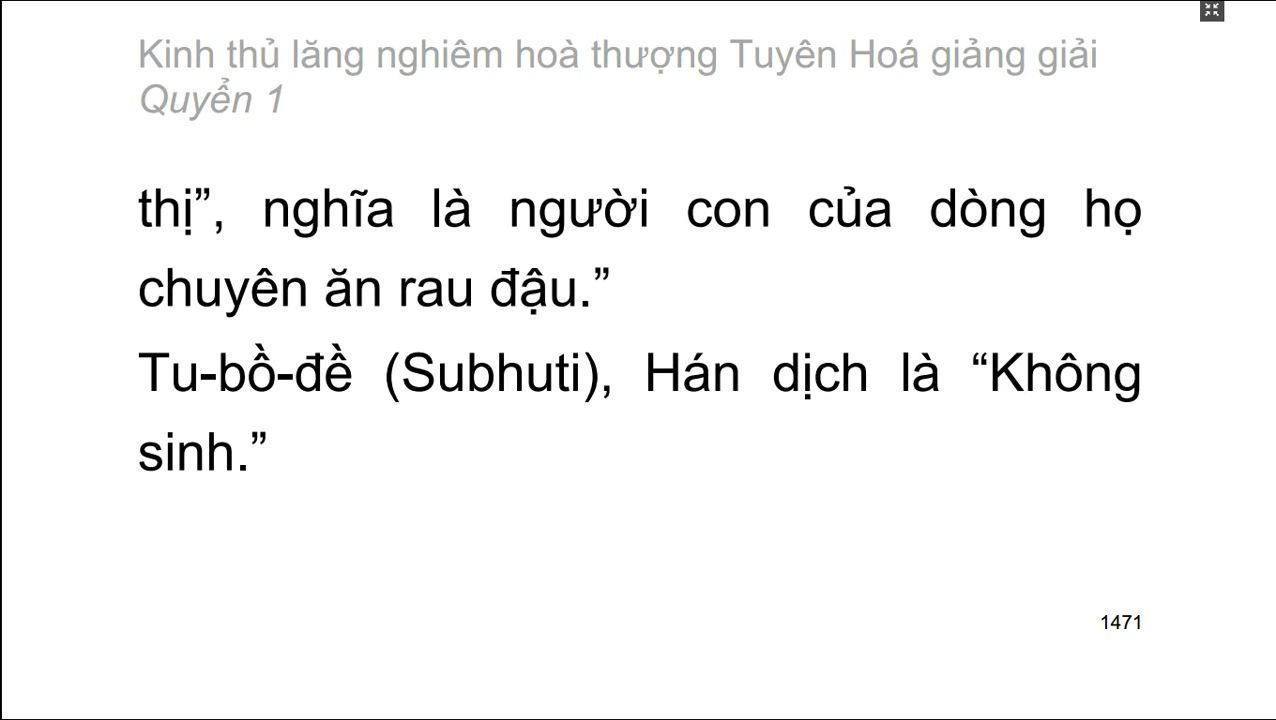 Kinh thủ lăng nghiêm hoà thượng Tuyên Hoá giảng giải
Quyển 1
thị”, nghĩa là người con của dòng họ
chuyên ăn rau đậu.”
Tu-bồ-đề (Subhuti), Hán dịch là “Không
sinh.”
1471